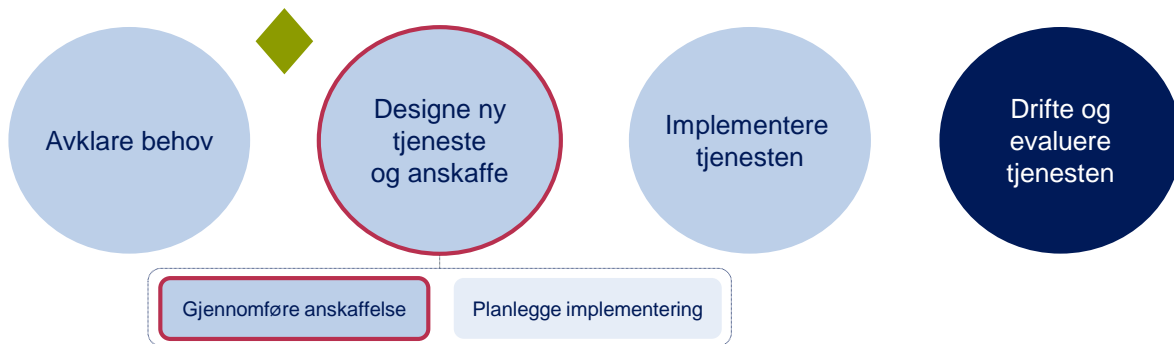 Avklare behov
Designe ny
tjeneste
og anskaffe
Implementere
tjenesten
Drifte og
evaluere
tjenesten
Gjennomføre anskaffelse
Planlegge implementering